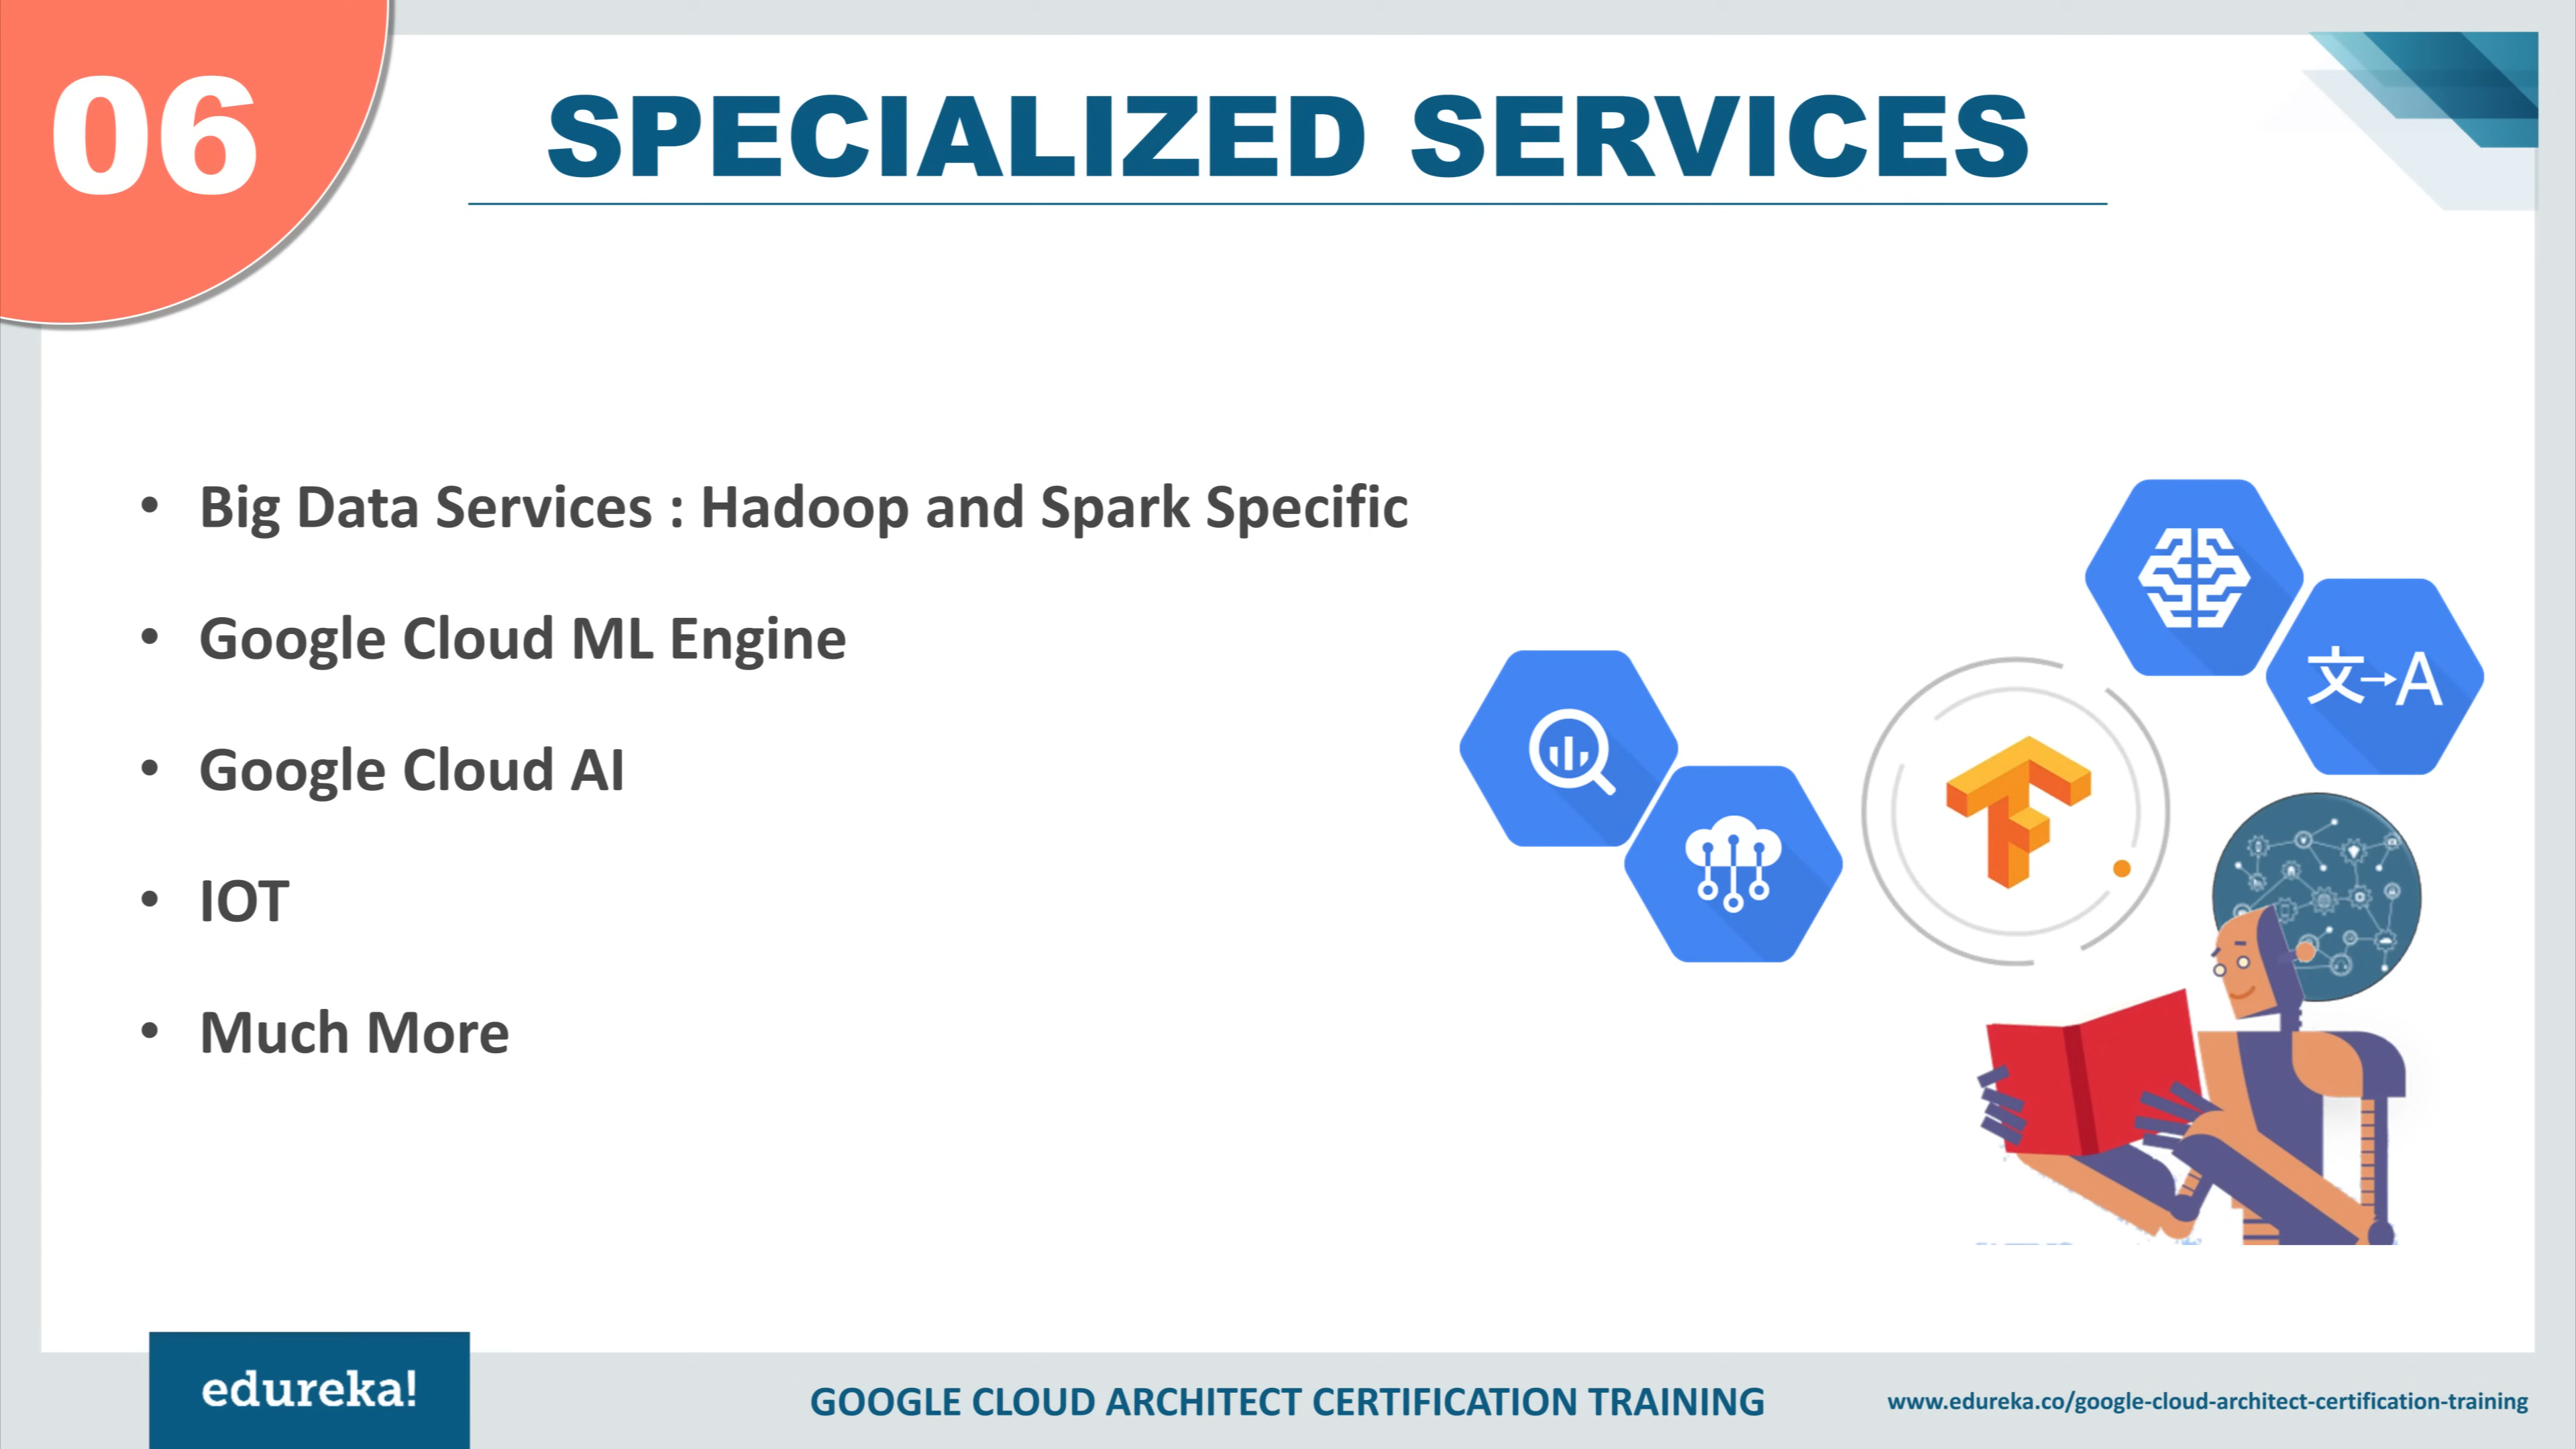 06
SPECIALIZED SERVICES
• Big Data Services : Hadoop and Spark Specific
• Google Cloud ML Engine
• Google Cloud AI
• IOT
• Much More
文→A
edureka!
GOOGLE CLOUD ARCHITECT CERTIFICATION TRAINING
www.edureka.co/google-cloud-architect-certification-training